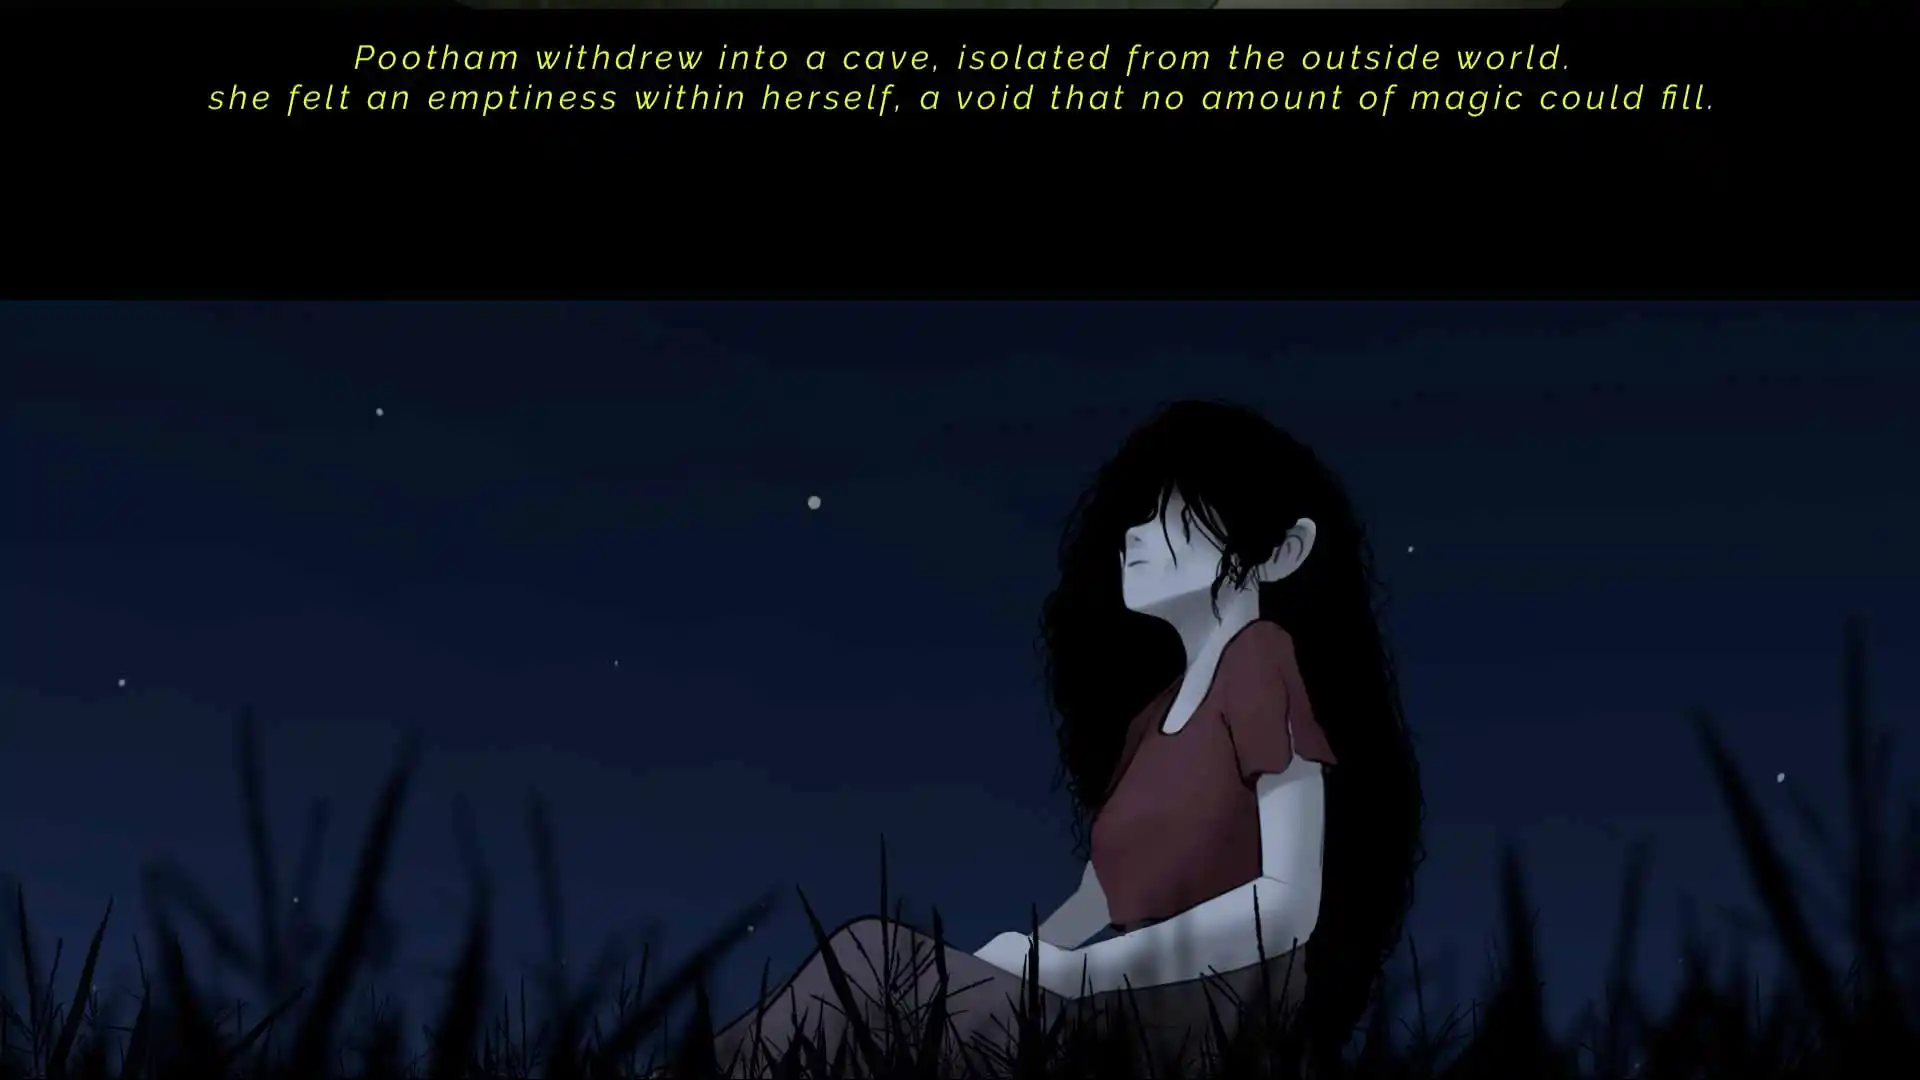 Pootham withdrew into a cave, isolated from the outside world.
she felt an emptiness within herself, a void that no amount of magic could fill.